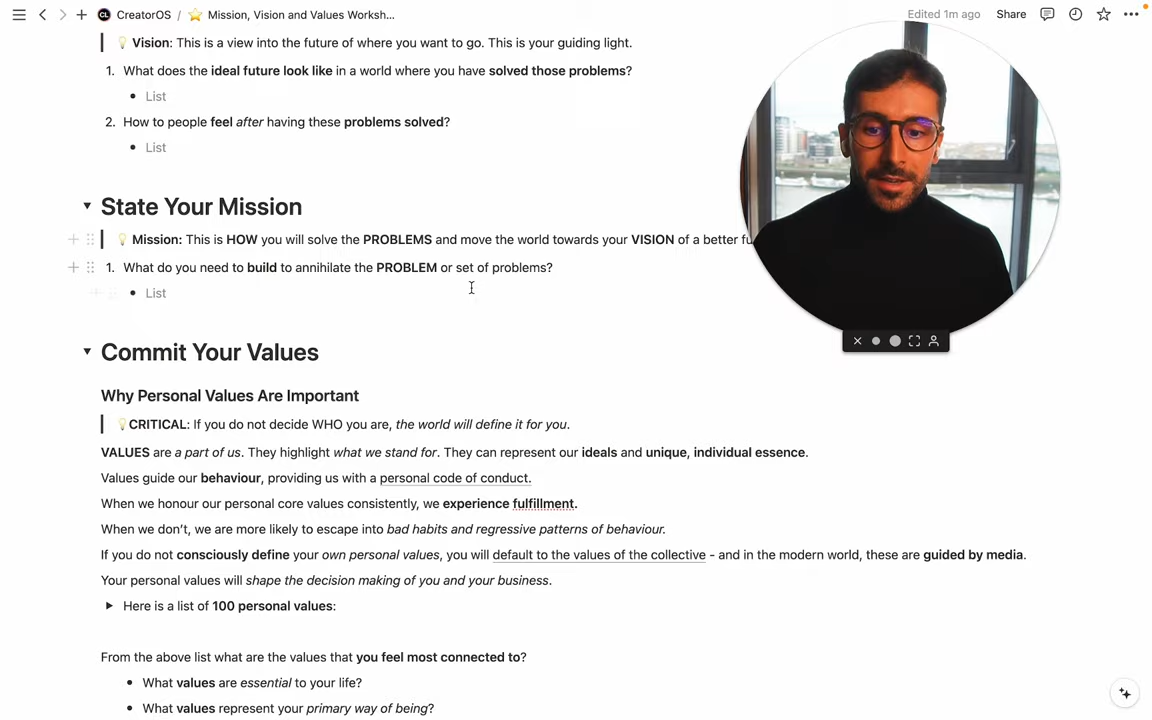 CreatorOS / ⭐ Mission, Vision and Values Worksh...
Edited 1m ago Share
💡 Vision: This is a view into the future of where you want to go. This is your guiding light.
1. What does the ideal future look like in a world where you have solved those problems?
• List
2. How to people feel after having these problems solved?
• List
State Your Mission
💡 Mission: This is HOW you will solve the PROBLEMS and move the world towards your VISION of a better fu
1. What do you need to build to annihilate the PROBLEM or set of problems?
• List
Commit Your Values
Why Personal Values Are Important
💡CRITICAL: If you do not decide WHO you are, the world will define it for you.
VALUES are a part of us. They highlight what we stand for. They can represent our ideals and unique, individual essence.
Values guide our behaviour, providing us with a personal code of conduct.
When we honour our personal core values consistently, we experience fulfillment.
When we don't, we are more likely to escape into bad habits and regressive patterns of behaviour.
If you do not consciously define your own personal values, you will default to the values of the collective - and in the modern world, these are guided by media.
Your personal values will shape the decision making of you and your business.
Here is a list of 100 personal values:
From the above list what are the values that you feel most connected to?
• What values are essential to your life?
• What values represent your primary way of being?